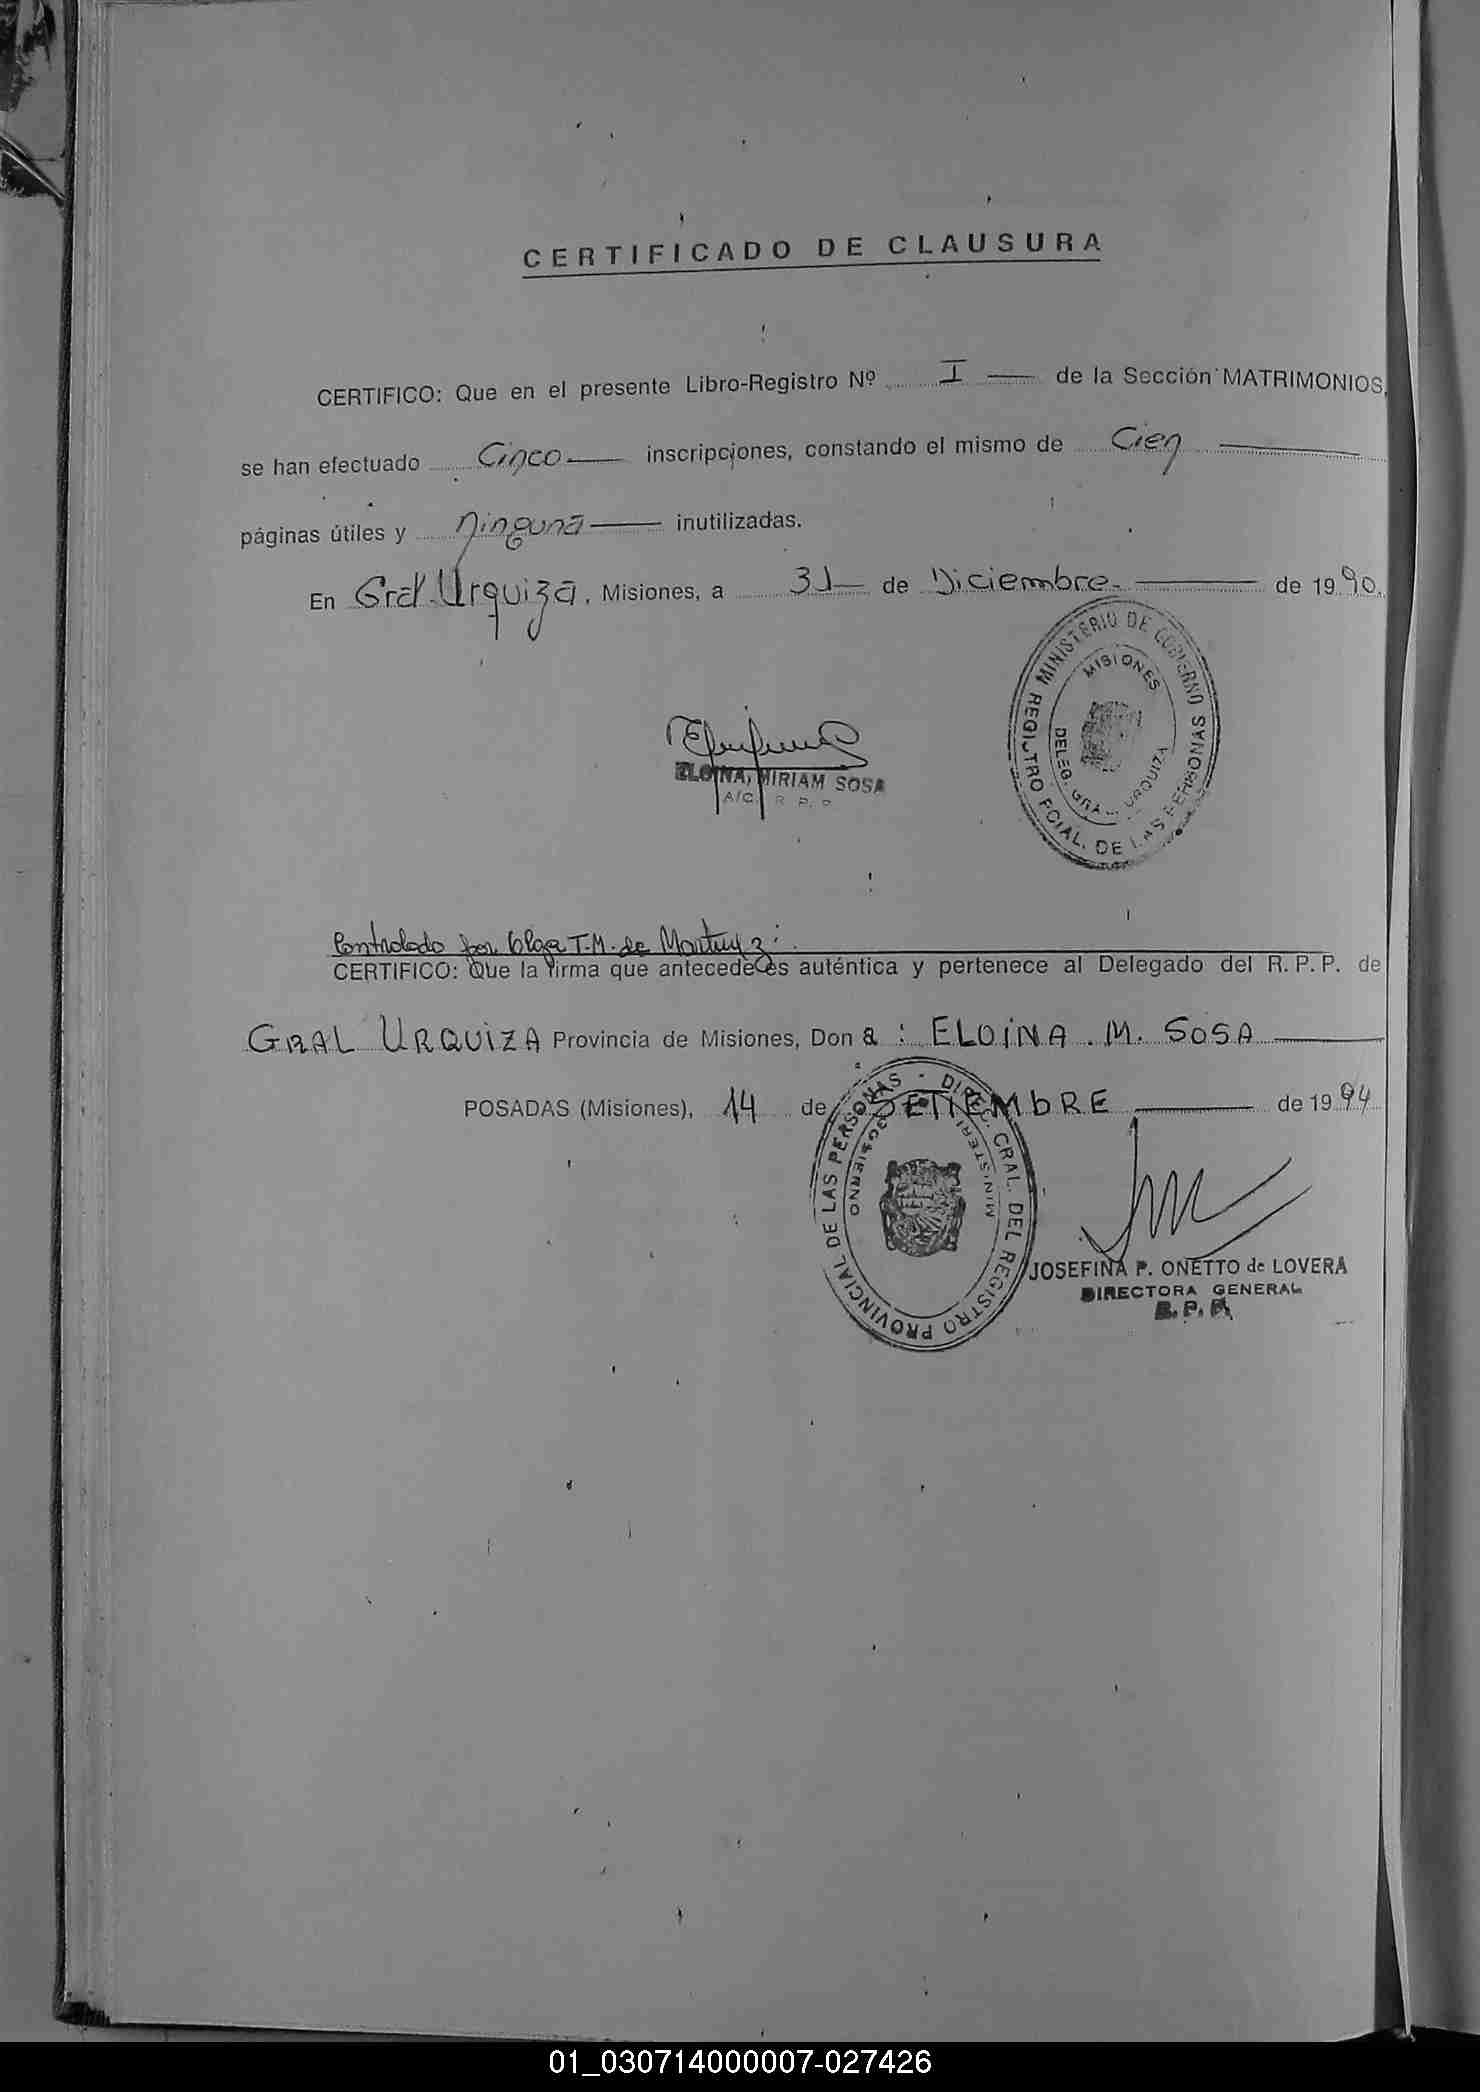 CERTIFICADO DE CLAUSURA
CERTIFICO: Que en el presente Libro-Registro Nº I de la Sección MATRIMONIOS,
se han efectuado Cinco inscripciones, constando el mismo de Cien
páginas útiles y ninguna inutilizadas.
En Gral. Urquiza, Misiones, a 31 de Diciembre. de 1990.
MINISTERIO DE GOBIERNO
REGISTRO PCIAL. DE LAS PERSONAS
MISIONES
DELEG. GRAL. URQUIZA
ELOINA, MIRIAM SOSA
A/C. R. P. P.
Controlado por Olga T.M. de
CERTIFICO: Que la firma que antecede es auténtica y pertenece al Delegado del R. P. P. de
GRAL URQUIZA Provincia de Misiones, Don a : ELOINA . M. SOSA
POSADAS (Misiones), 14 de SETIEMBRE de 1994
DIREC. GRAL. DEL REGISTRO PROVINCIAL DE LAS PERSONAS
MINISTERIO DE GOBIERNO
JOSEFINA P. ONETTO de LOVERA
DIRECTORA GENERAL
R. P. P.
01_030714000007-027426